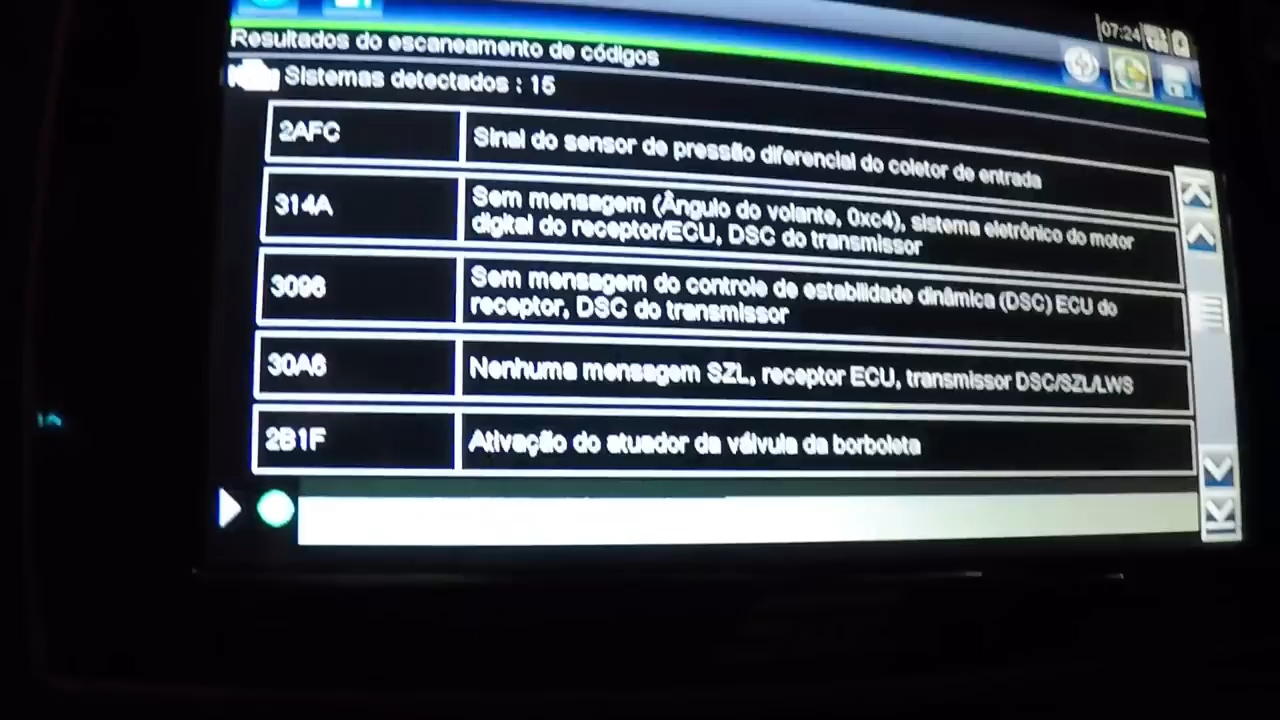 07:24
Resultados do escaneamento de códigos
Sistemas detectados : 15
2AFC
Sinal do sensor de pressão diferencial do coletor de entrada
314A
Sem mensagem (Ângulo do volante, 0xc4), sistema eletrônico do motor
digital do receptor/ECU, DSC do transmissor
3096
Sem mensagem do controle de estabilidade dinâmica (DSC) ECU do
receptor, DSC do transmissor
30A6
Nenhuma mensagem SZL, receptor ECU, transmissor DSC/SZL/LWS
2B1F
Ativação do atuador da válvula da borboleta